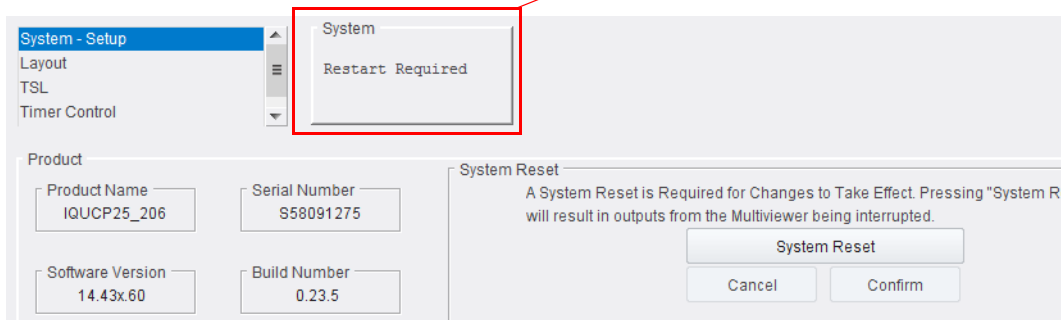 System - Setup
Layout
TSL
Timer Control
System
Restart Required
Product
Product Name
IQUCP25_206
Serial Number
S58091275
Software Version
14.43x.60
Build Number
0.23.5
System Reset
A System Reset is Required for Changes to Take Effect. Pressing "System R
will result in outputs from the Multiviewer being interrupted.
System Reset
Cancel
Confirm